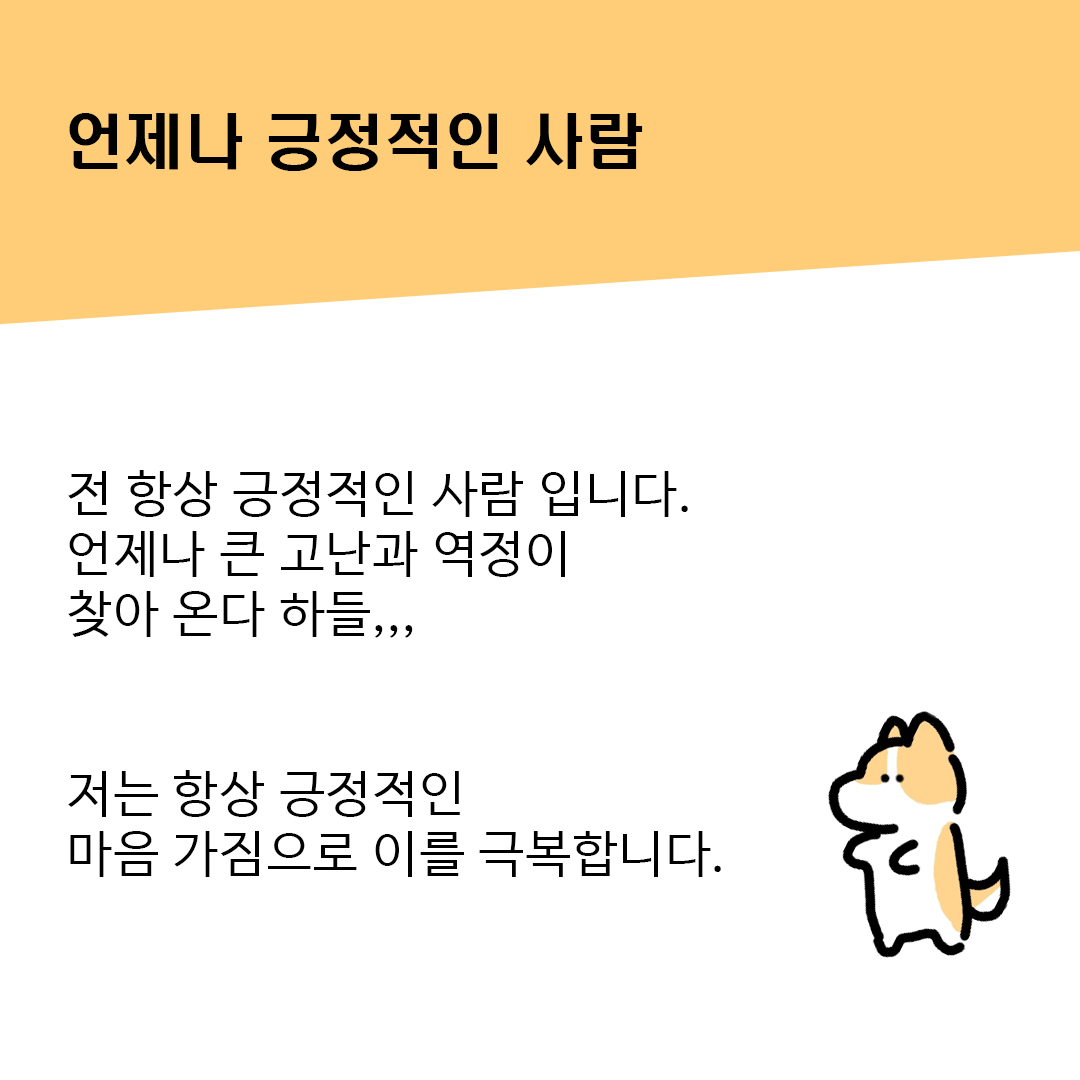 언제나 긍정적인 사람
전 항상 긍정적인 사람 입니다.
언제나 큰 고난과 역정이
찾아 온다 하들,,,
저는 항상 긍정적인
마음 가짐으로 이를 극복합니다.